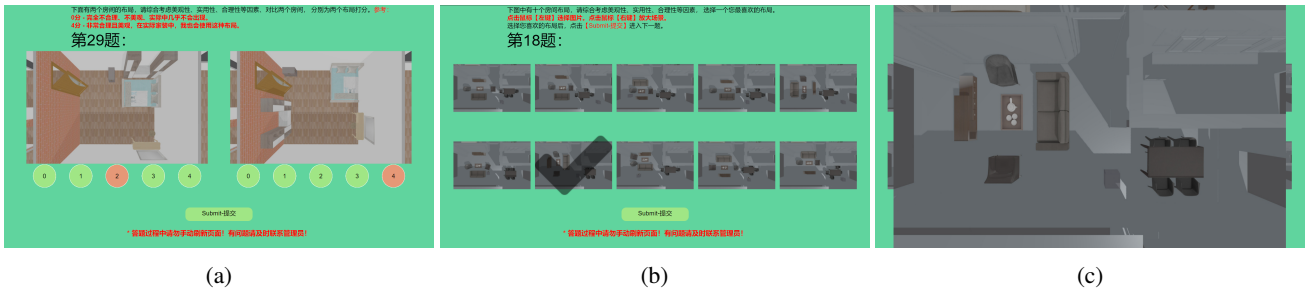 下面有两个房间的布局，请综合考虑美观性、实用性、合理性等因素，对比两个房间， 分别为两个布局打分。参考：
0分 - 完全不合理、不美观，实际中几乎不会出现。
4分 - 非常合理且美观，在实际家装中，我也会使用这种布局。
第29题：
0 1 2 3 4
0 1 2 3 4
Submit-提交
* 答题过程中请勿手动刷新页面！有问题请及时联系管理员！
(a)
下图中有十个房间布局，请综合考虑美观性、实用性、合理性等因素， 选择一个您最喜欢的布局。
点击鼠标【左键】选择图片，点击鼠标【右键】放大场景，
选择您喜欢的布局后，点击【Submit-提交】进入下一题。
第18题：
Submit-提交
* 答题过程中请勿手动刷新页面！有问题请及时联系管理员！
(b)
(c)